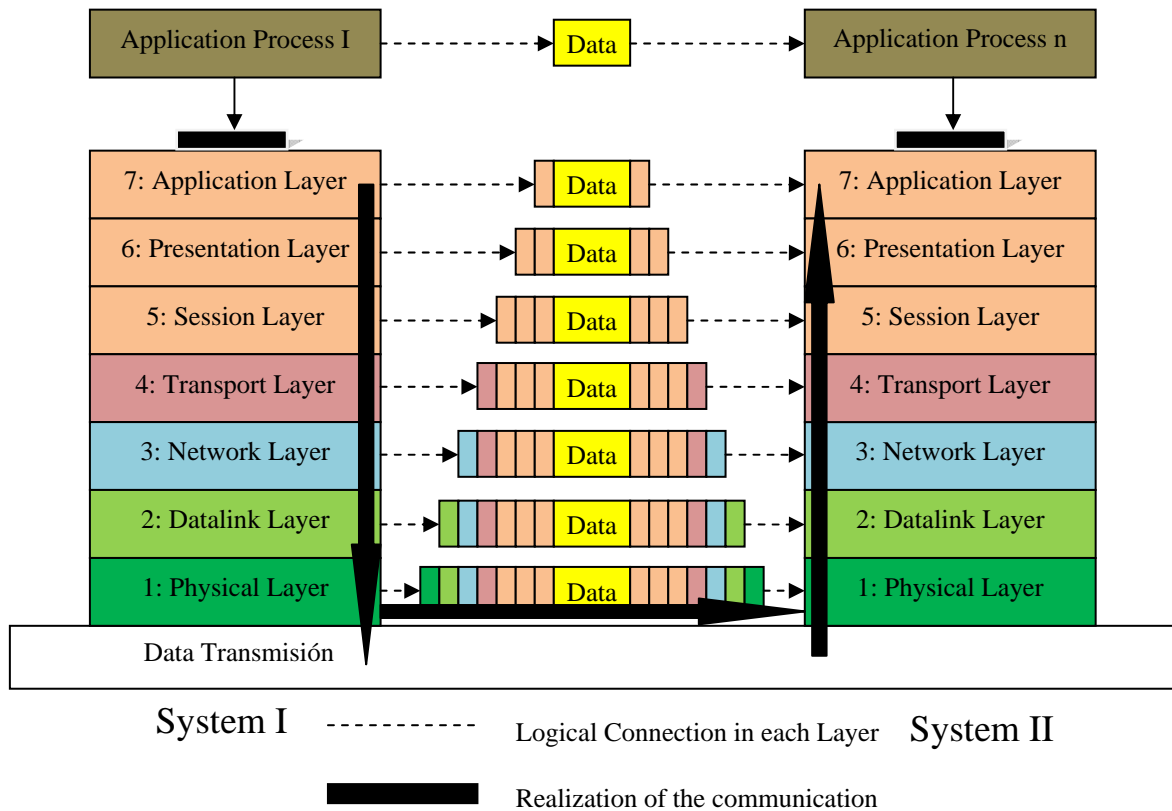 Application Process I
Data
Application Process n
7: Application Layer
Data
7: Application Layer
6: Presentation Layer
Data
6: Presentation Layer
5: Session Layer
Data
5: Session Layer
4: Transport Layer
Data
4: Transport Layer
3: Network Layer
Data
3: Network Layer
2: Datalink Layer
Data
2: Datalink Layer
1: Physical Layer
Data
1: Physical Layer
Data Transmisión
System I
Logical Connection in each Layer
System II
Realization of the communication